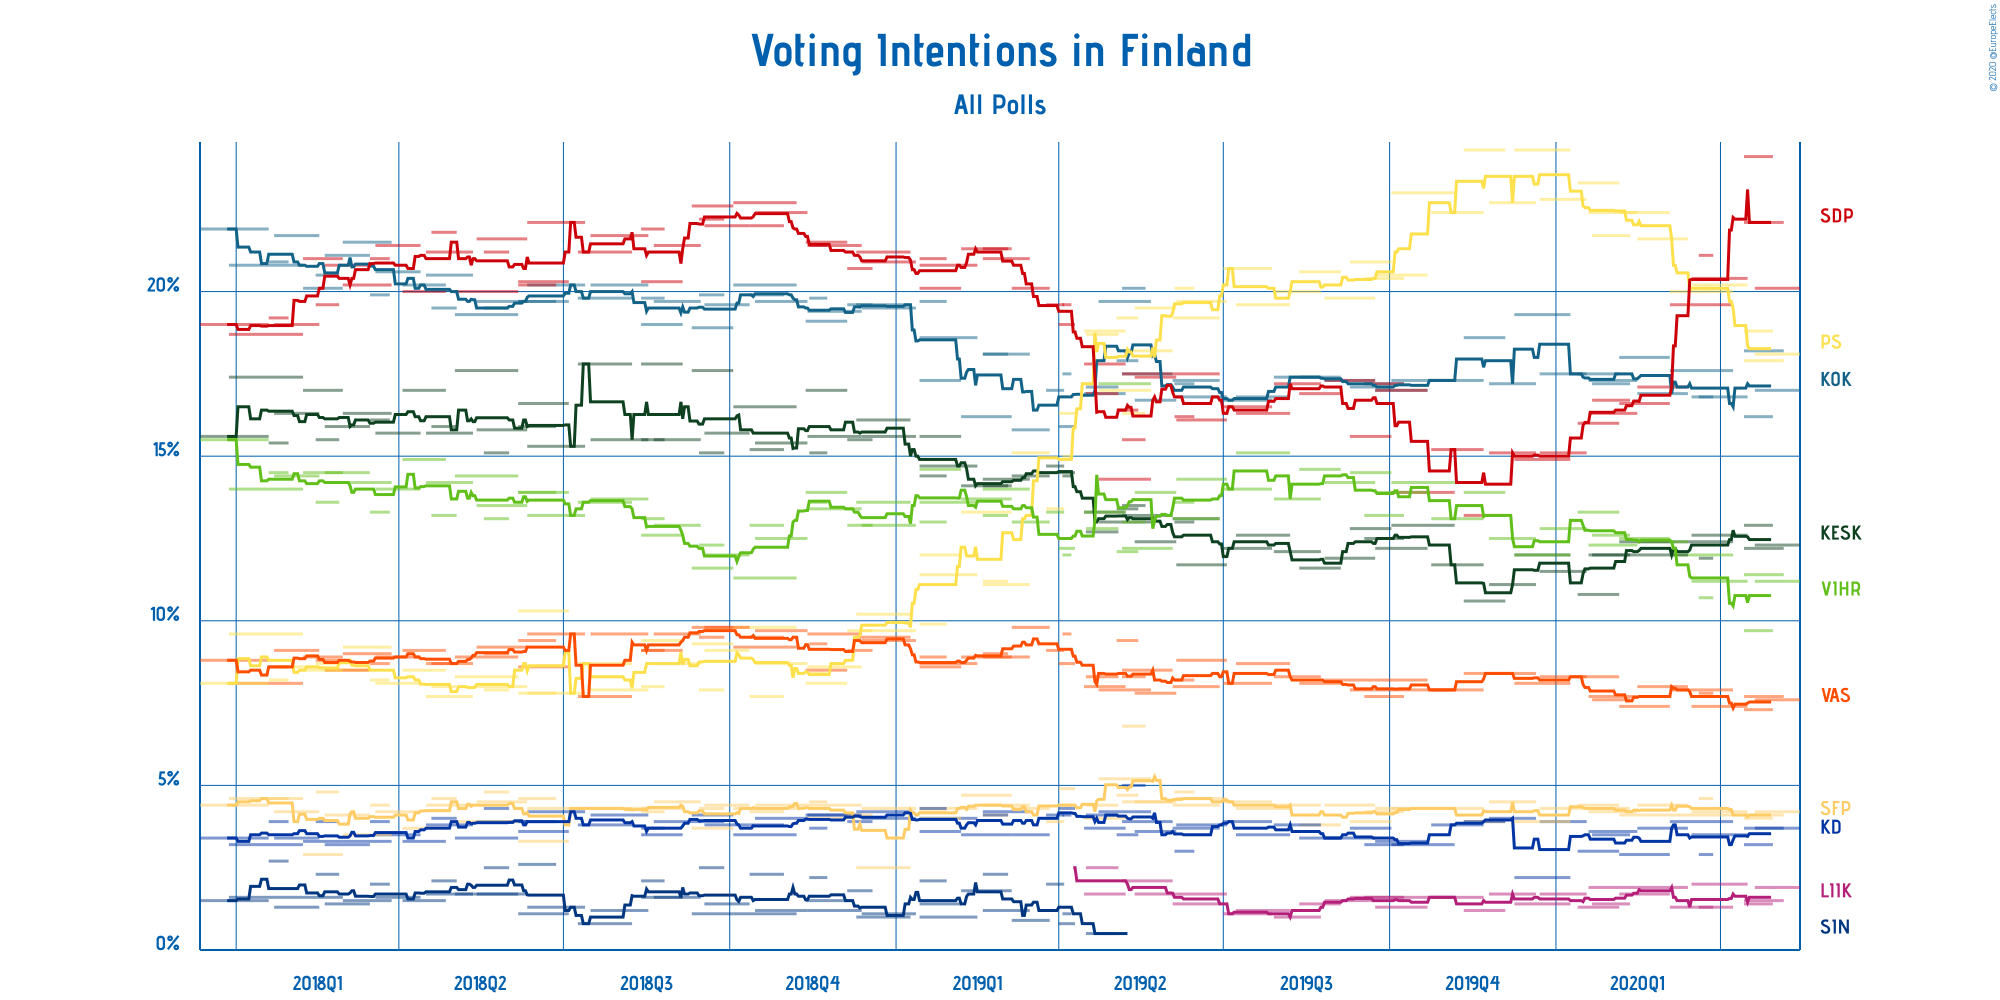 Voting Intentions in Finland
All Polls
© 2020 @EuropeElects
20%
15%
10%
5%
0%
SDP
PS
KOK
KESK
VIHR
VAS
SFP
KD
LIIK
SIN
2018Q1 2018Q2 2018Q3 2018Q4 2019Q1 2019Q2 2019Q3 2019Q4 2020Q1